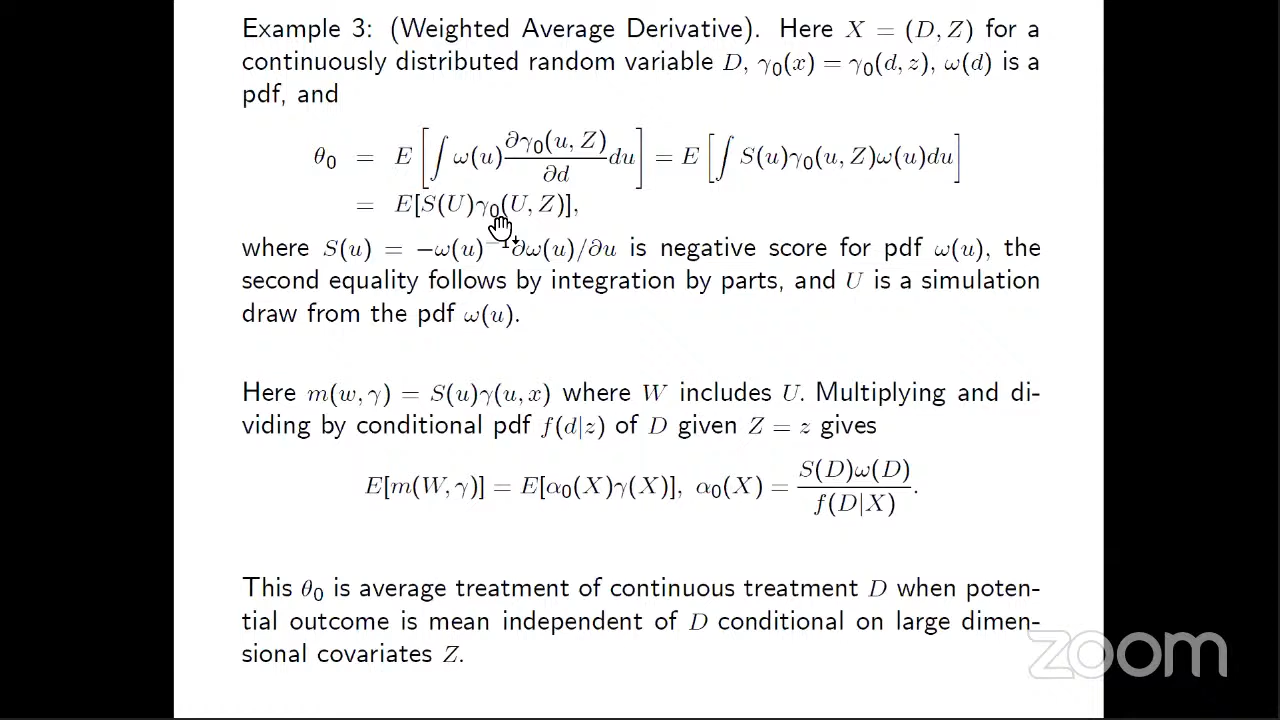 Example 3: (Weighted Average Derivative). Here X = (D, Z) for a
continuously distributed random variable D, γ₀(x) = γ₀(d, z), ω(d) is a
pdf, and
θ₀ = E[∫ ω(u) ∂γ₀(u, Z)/∂d du] = E[∫ S(u)γ₀(u, Z)ω(u)du]
= E[S(U)γ₀(U, Z)],
where S(u) = −ω(u)⁻¹∂ω(u)/∂u is negative score for pdf ω(u), the
second equality follows by integration by parts, and U is a simulation
draw from the pdf ω(u).
Here m(w, γ) = S(u)γ(u, x) where W includes U. Multiplying and di-
viding by conditional pdf f(d|z) of D given Z = z gives
E[m(W, γ)] = E[α₀(X)γ(X)], α₀(X) = S(D)ω(D)/f(D|X).
This θ₀ is average treatment of continuous treatment D when poten-
tial outcome is mean independent of D conditional on large dimen-
sional covariates Z.
zoom